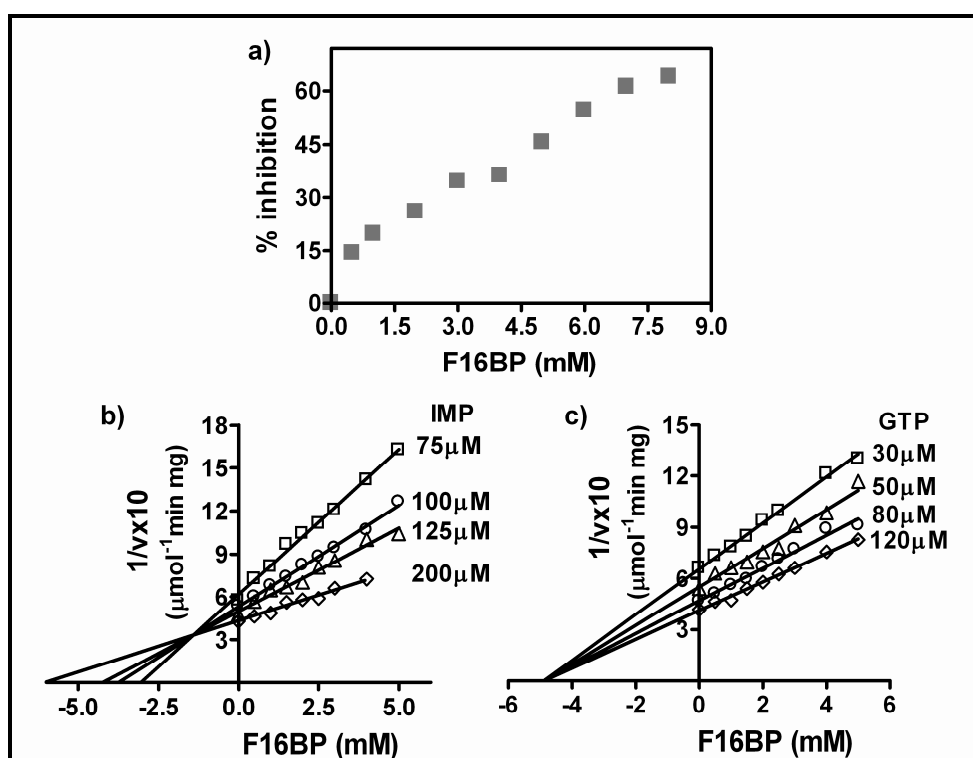 a)
% inhibition
60
45
30
15
0
0.0 1.5 3.0 4.5 6.0 7.5 9.0
F16BP (mM)
b)
1/vx10
(μmol⁻¹min mg)
18
15
12
9
6
3
IMP
75μM
100μM
125μM
200μM
-5.0 -2.5 0.0 2.5 5.0
F16BP (mM)
c)
1/vx10
(μmol⁻¹min mg)
15
12
9
6
3
GTP
30μM
50μM
80μM
120μM
-6 -4 -2 0 2 4 6
F16BP (mM)